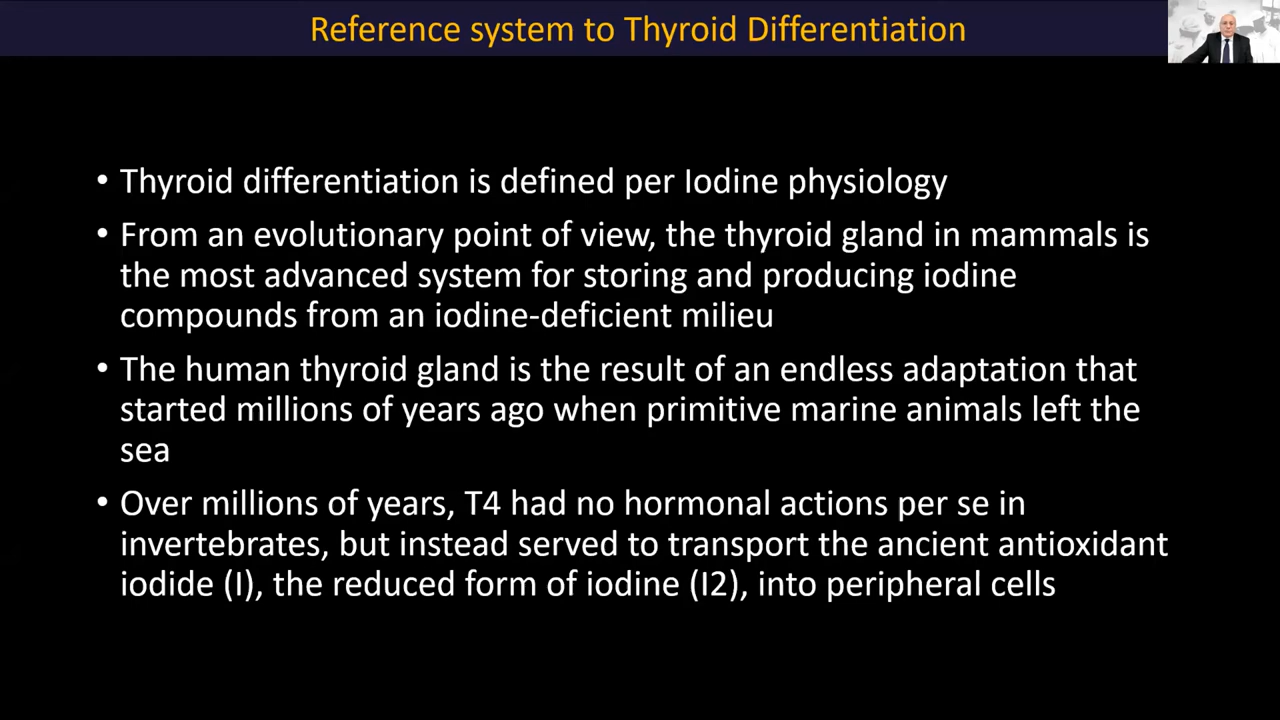 Reference system to Thyroid Differentiation
• Thyroid differentiation is defined per Iodine physiology
• From an evolutionary point of view, the thyroid gland in mammals is
the most advanced system for storing and producing iodine
compounds from an iodine-deficient milieu
• The human thyroid gland is the result of an endless adaptation that
started millions of years ago when primitive marine animals left the
sea
• Over millions of years, T4 had no hormonal actions per se in
invertebrates, but instead served to transport the ancient antioxidant
iodide (I), the reduced form of iodine (I2), into peripheral cells